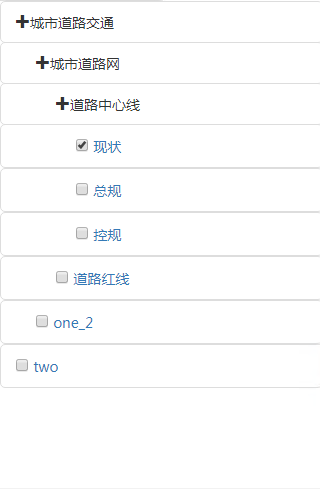 城市道路交通
城市道路网
道路中心线
现状
总规
控规
道路红线
one_2
two